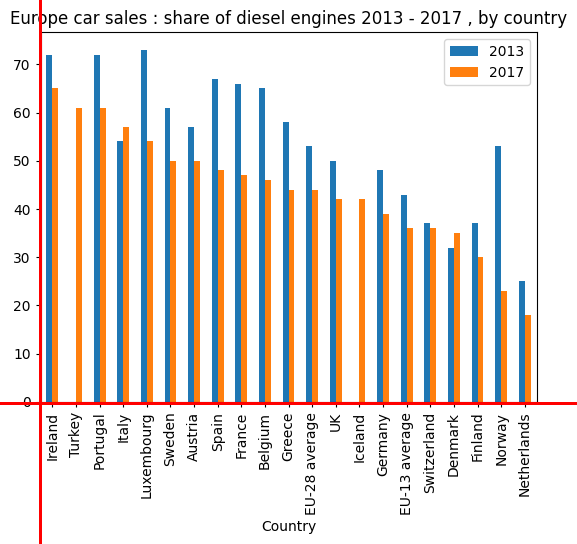 Europe car sales : share of diesel engines 2013 - 2017 , by country
2013
2017
70
60
50
40
30
20
10
0
Ireland
Turkey
Portugal
Italy
Luxembourg
Sweden
Austria
Spain
France
Belgium
Greece
EU-28 average
UK
Iceland
Germany
EU-13 average
Switzerland
Denmark
Finland
Norway
Netherlands
Country